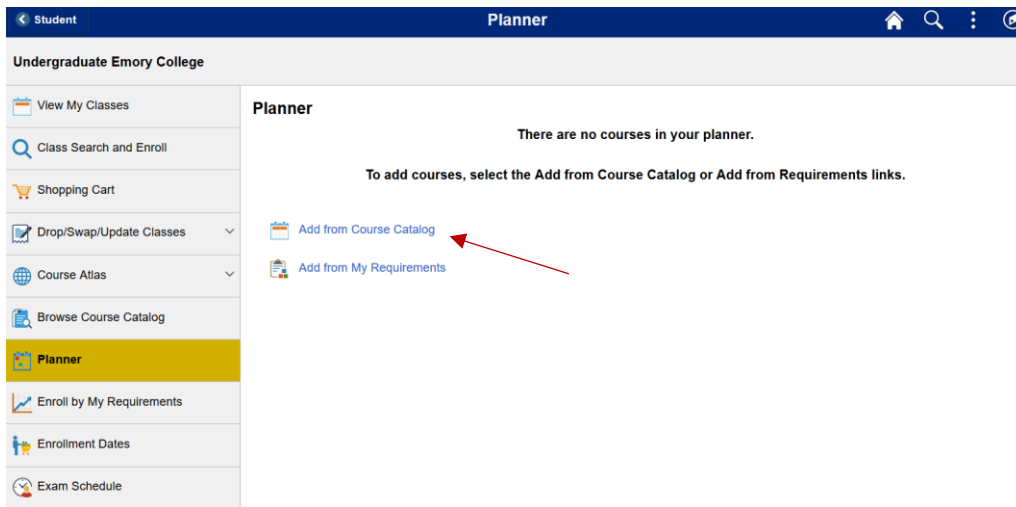 Student
Planner
Undergraduate Emory College
View My Classes
Class Search and Enroll
Shopping Cart
Drop/Swap/Update Classes
Course Atlas
Browse Course Catalog
Planner
Enroll by My Requirements
Enrollment Dates
Exam Schedule
Planner
There are no courses in your planner.
To add courses, select the Add from Course Catalog or Add from Requirements links.
Add from Course Catalog
Add from My Requirements